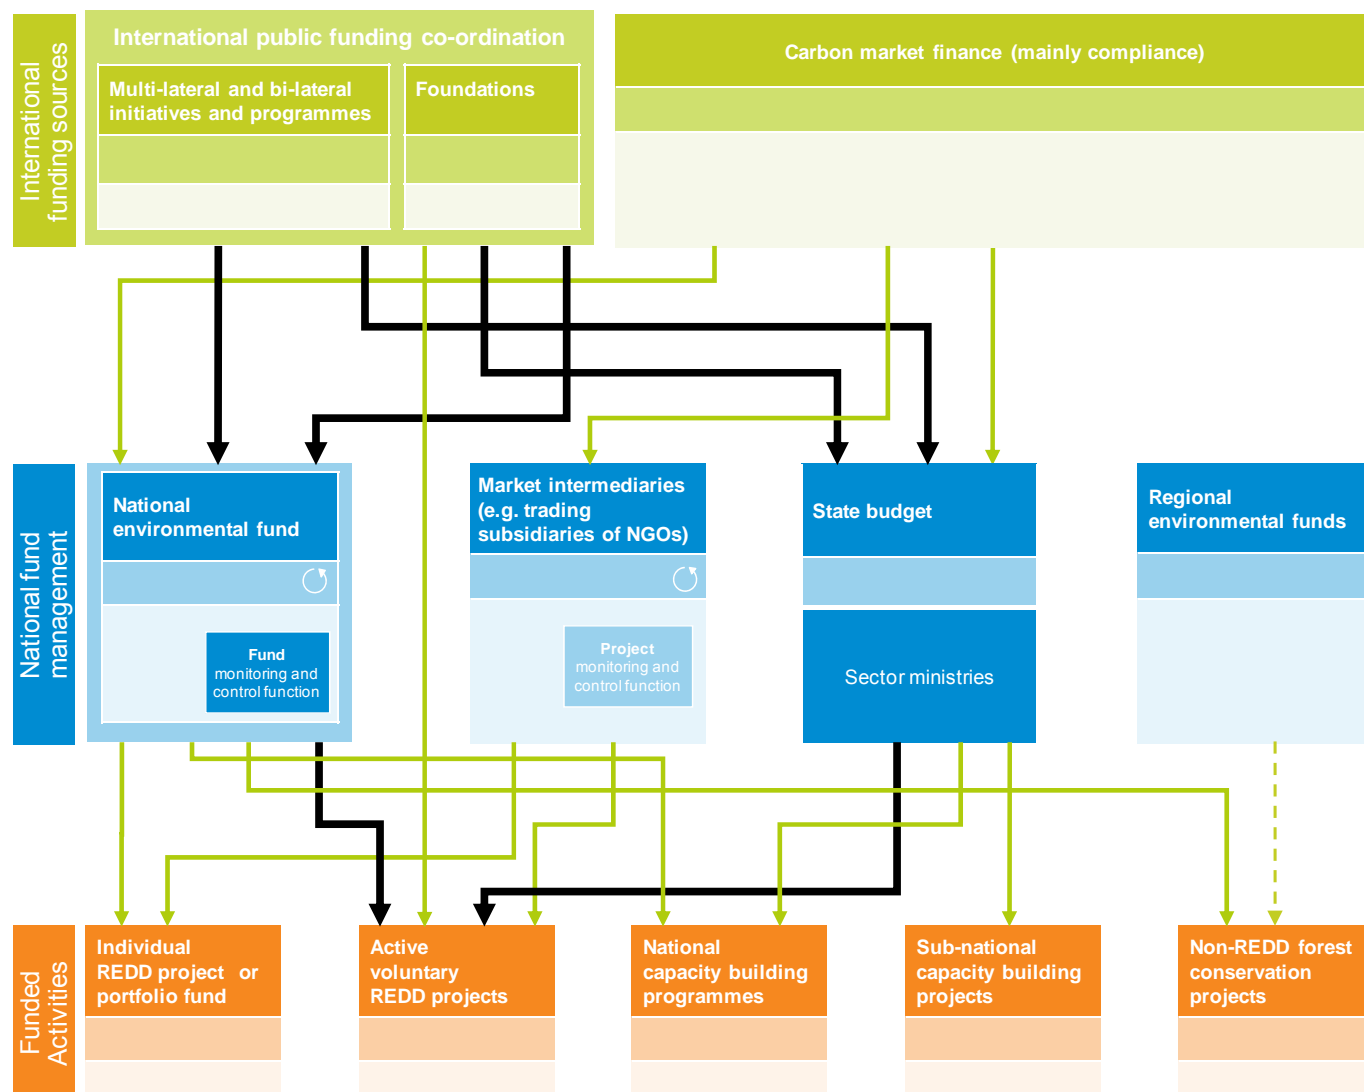 International
funding sources
International public funding co-ordination
Multi-lateral and bi-lateral
initiatives and programmes
Foundations
Carbon market finance (mainly compliance)
National fund
management
National
environmental fund
Fund
monitoring and
control function
Market intermediaries
(e.g. trading
subsidiaries of NGOs)
Project
monitoring and
control function
State budget
Sector ministries
Regional
environmental funds
Funded
Activities
Individual
REDD project or
portfolio fund
Active
voluntary
REDD projects
National
capacity building
programmes
Sub-national
capacity building
projects
Non-REDD forest
conservation
projects